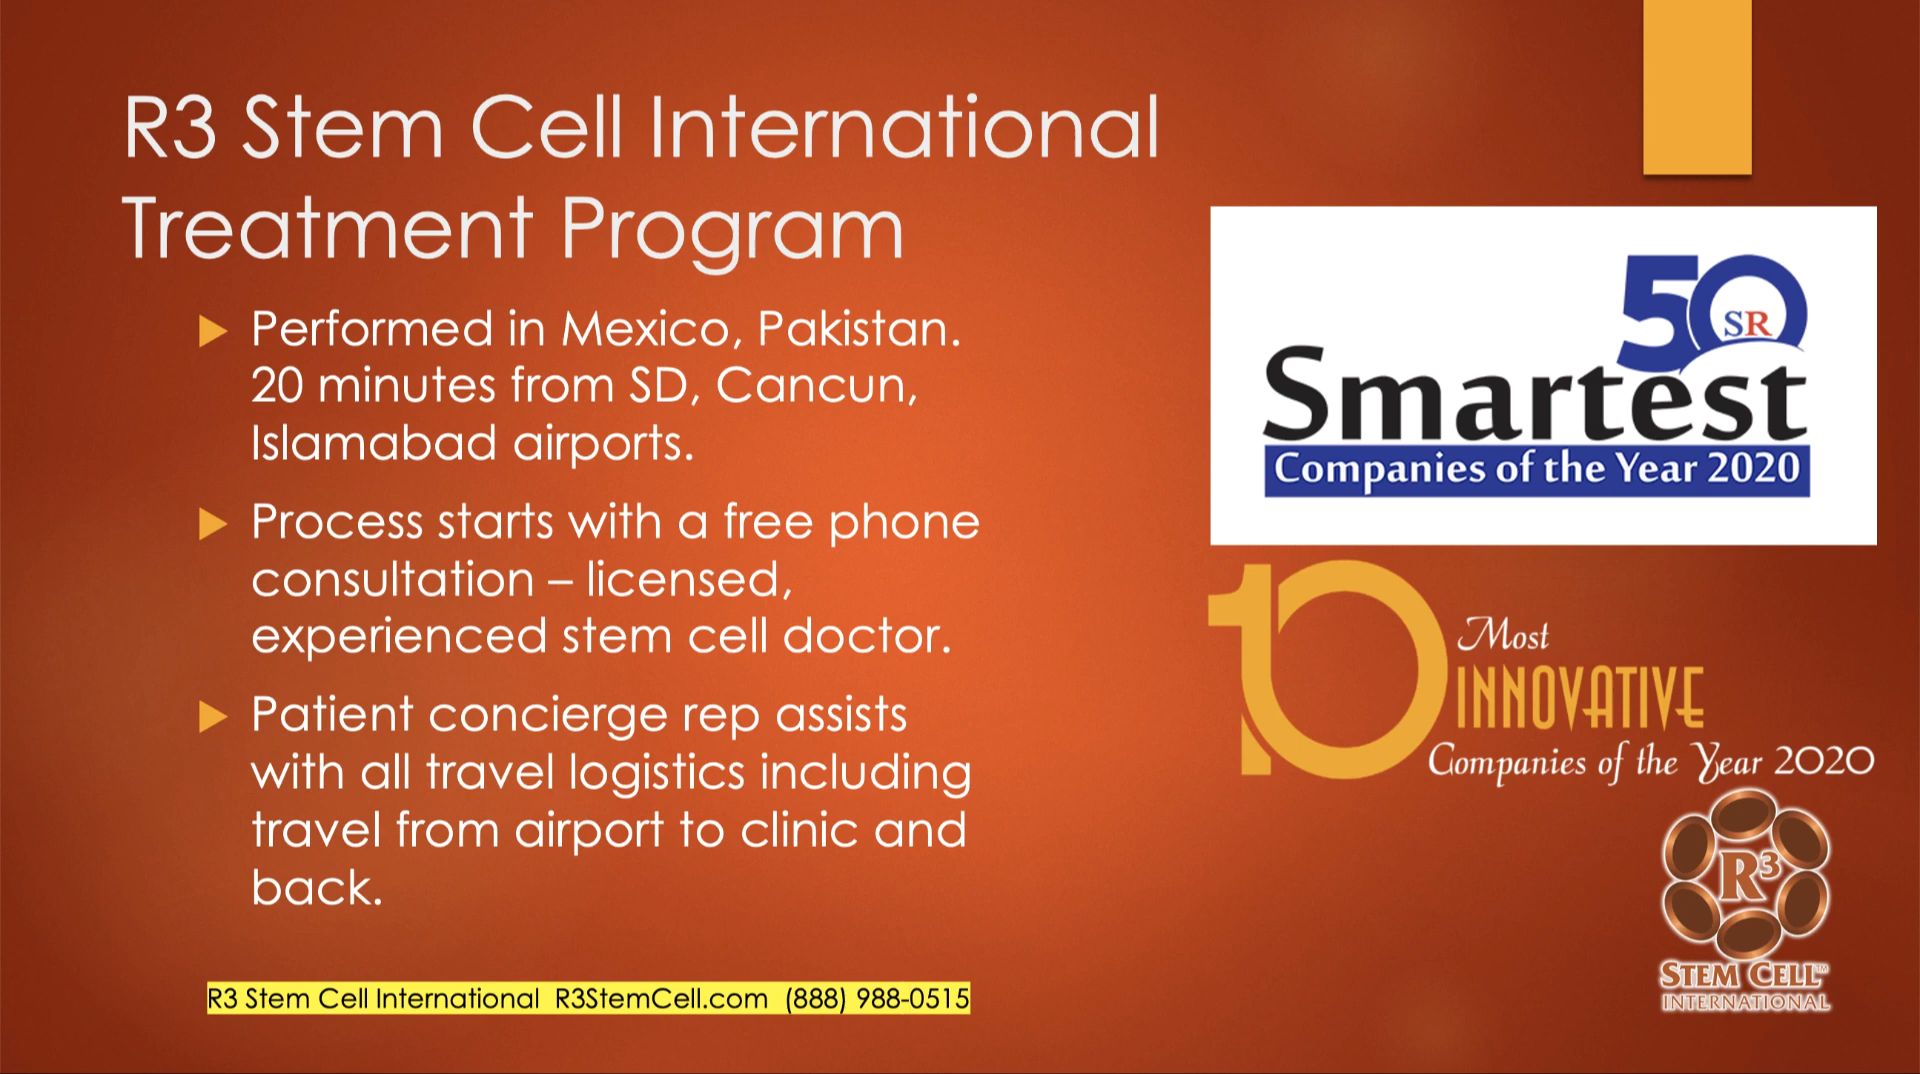 R3 Stem Cell International
Treatment Program
Performed in Mexico, Pakistan.
20 minutes from SD, Cancun,
Islamabad airports.
Process starts with a free phone
consultation – licensed,
experienced stem cell doctor.
Patient concierge rep assists
with all travel logistics including
travel from airport to clinic and
back.
R3 Stem Cell International  R3StemCell.com  (888) 988-0515
50
SR
Smartest
Companies of the Year 2020
10
Most
INNOVATIVE
Companies of the Year 2020
R³
STEM CELL™
INTERNATIONAL